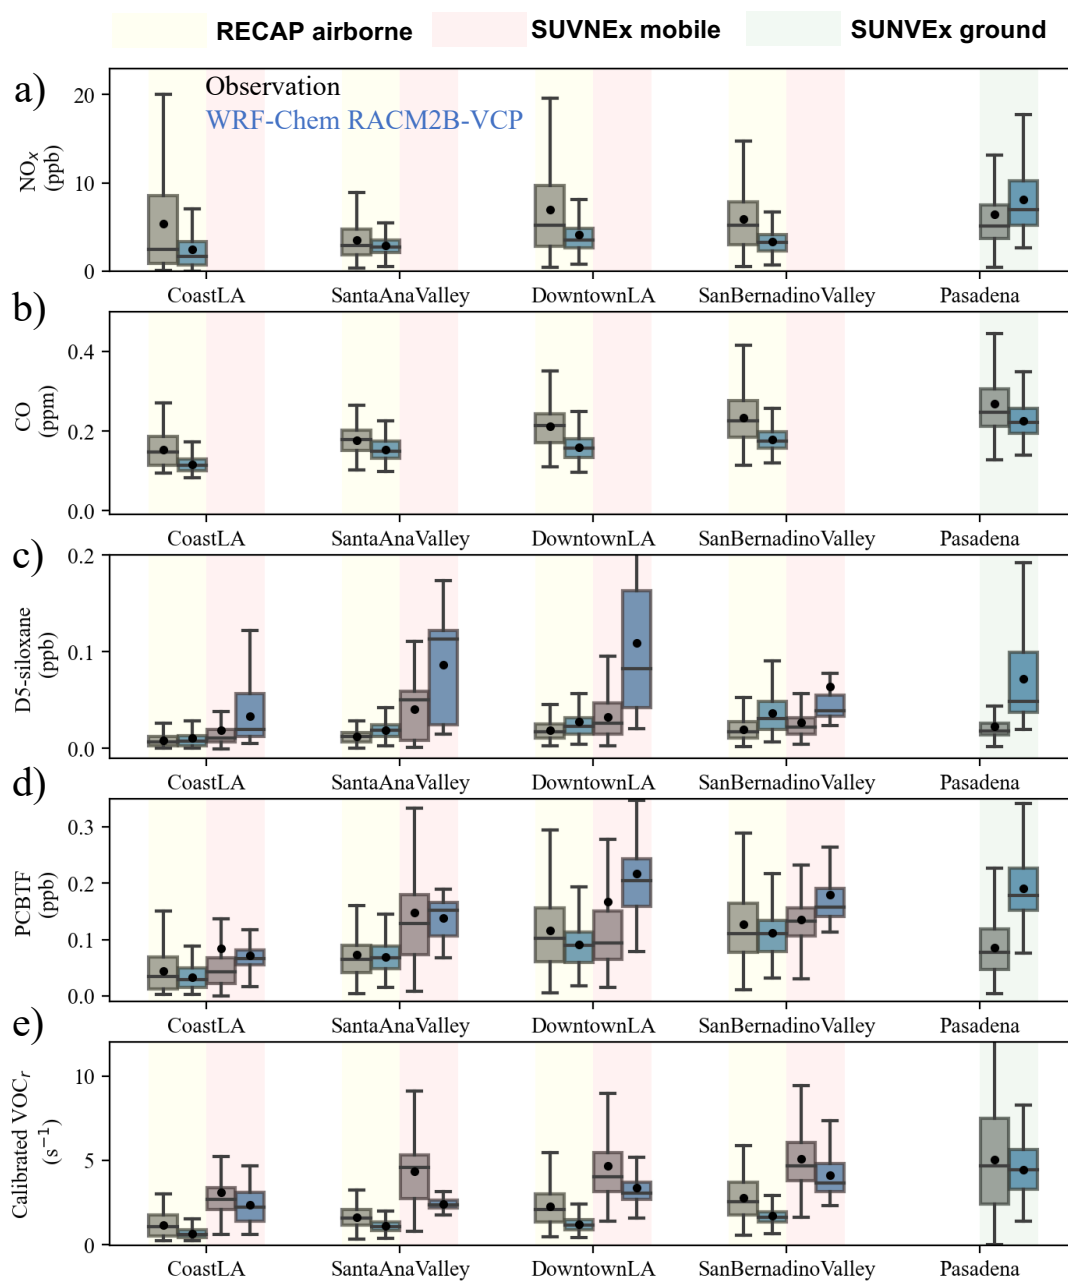 RECAP airborne SUVNEx mobile SUNVEx ground
a)
Observation
WRF-Chem RACM2B-VCP
NOx
(ppb)
20
10
0
CoastLA SantaAnaValley DowntownLA SanBernadinoValley Pasadena
b)
CO
(ppm)
0.4
0.2
0.0
CoastLA SantaAnaValley DowntownLA SanBernadinoValley Pasadena
c)
D5-siloxane
(ppb)
0.2
0.1
0.0
CoastLA SantaAnaValley DowntownLA SanBernadinoValley Pasadena
d)
PCBTF
(ppb)
0.3
0.2
0.1
0.0
CoastLA SantaAnaValley DowntownLA SanBernadinoValley Pasadena
e)
Calibrated VOCr
(s⁻¹)
10
5
0
CoastLA SantaAnaValley DowntownLA SanBernadinoValley Pasadena